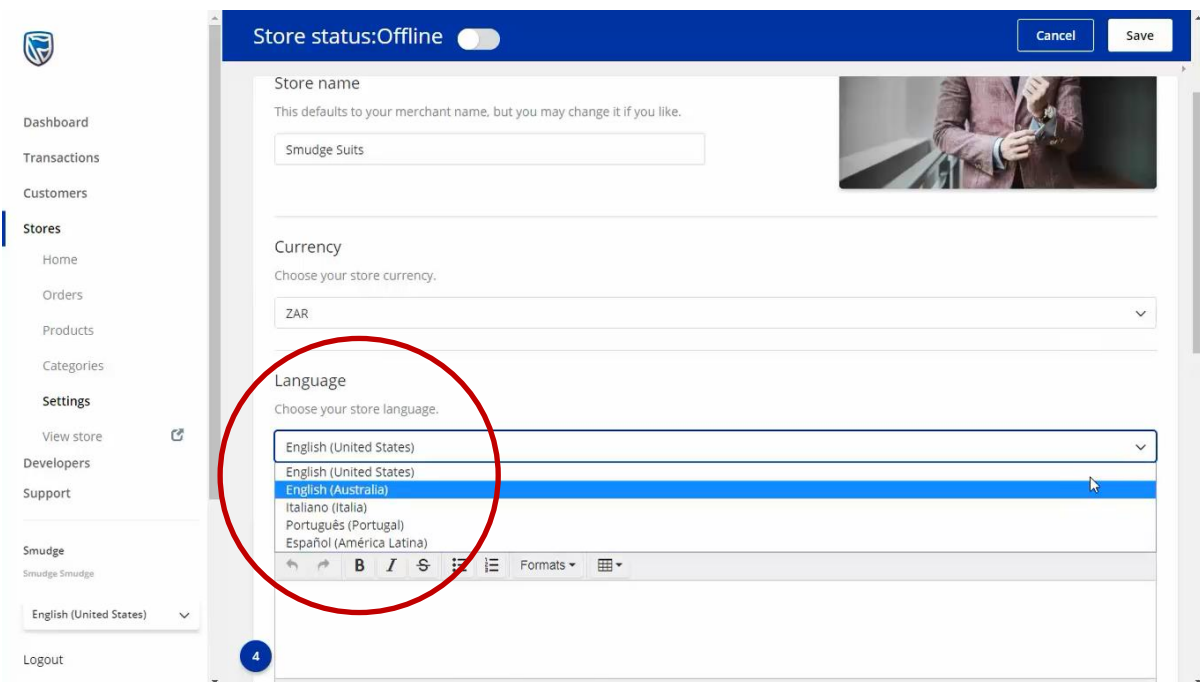 Store status:Offline
Cancel
Save
Dashboard
Transactions
Customers
Stores
Home
Orders
Products
Categories
Settings
View store
Developers
Support
Smudge
Smudge Smudge
English (United States)
Logout
Store name
This defaults to your merchant name, but you may change it if you like.
Smudge Suits
Currency
Choose your store currency.
ZAR
Language
Choose your store language.
English (United States)
English (United States)
English (Australia)
Italiano (Italia)
Português (Portugal)
Español (América Latina)
B I S Formats
4